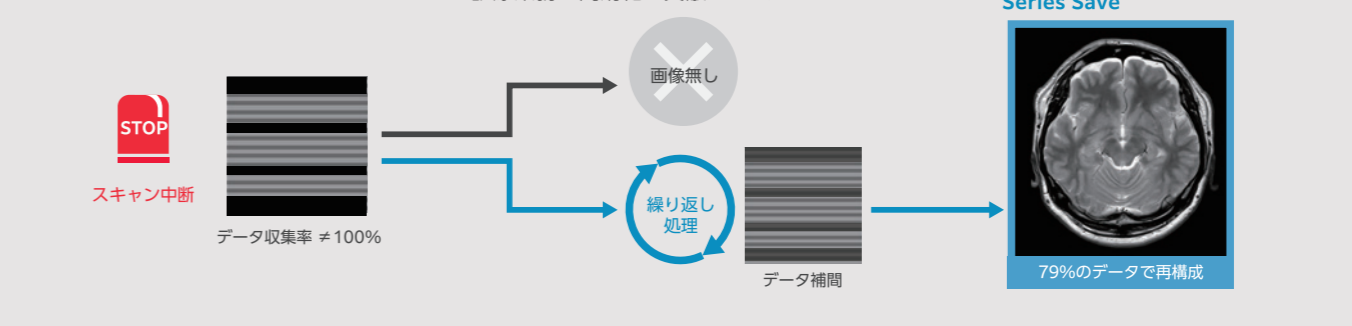 Series Save
画像無し
STOP
スキャン中断
データ収集率 ≠100%
繰り返し
処理
データ補間
79%のデータで再構成